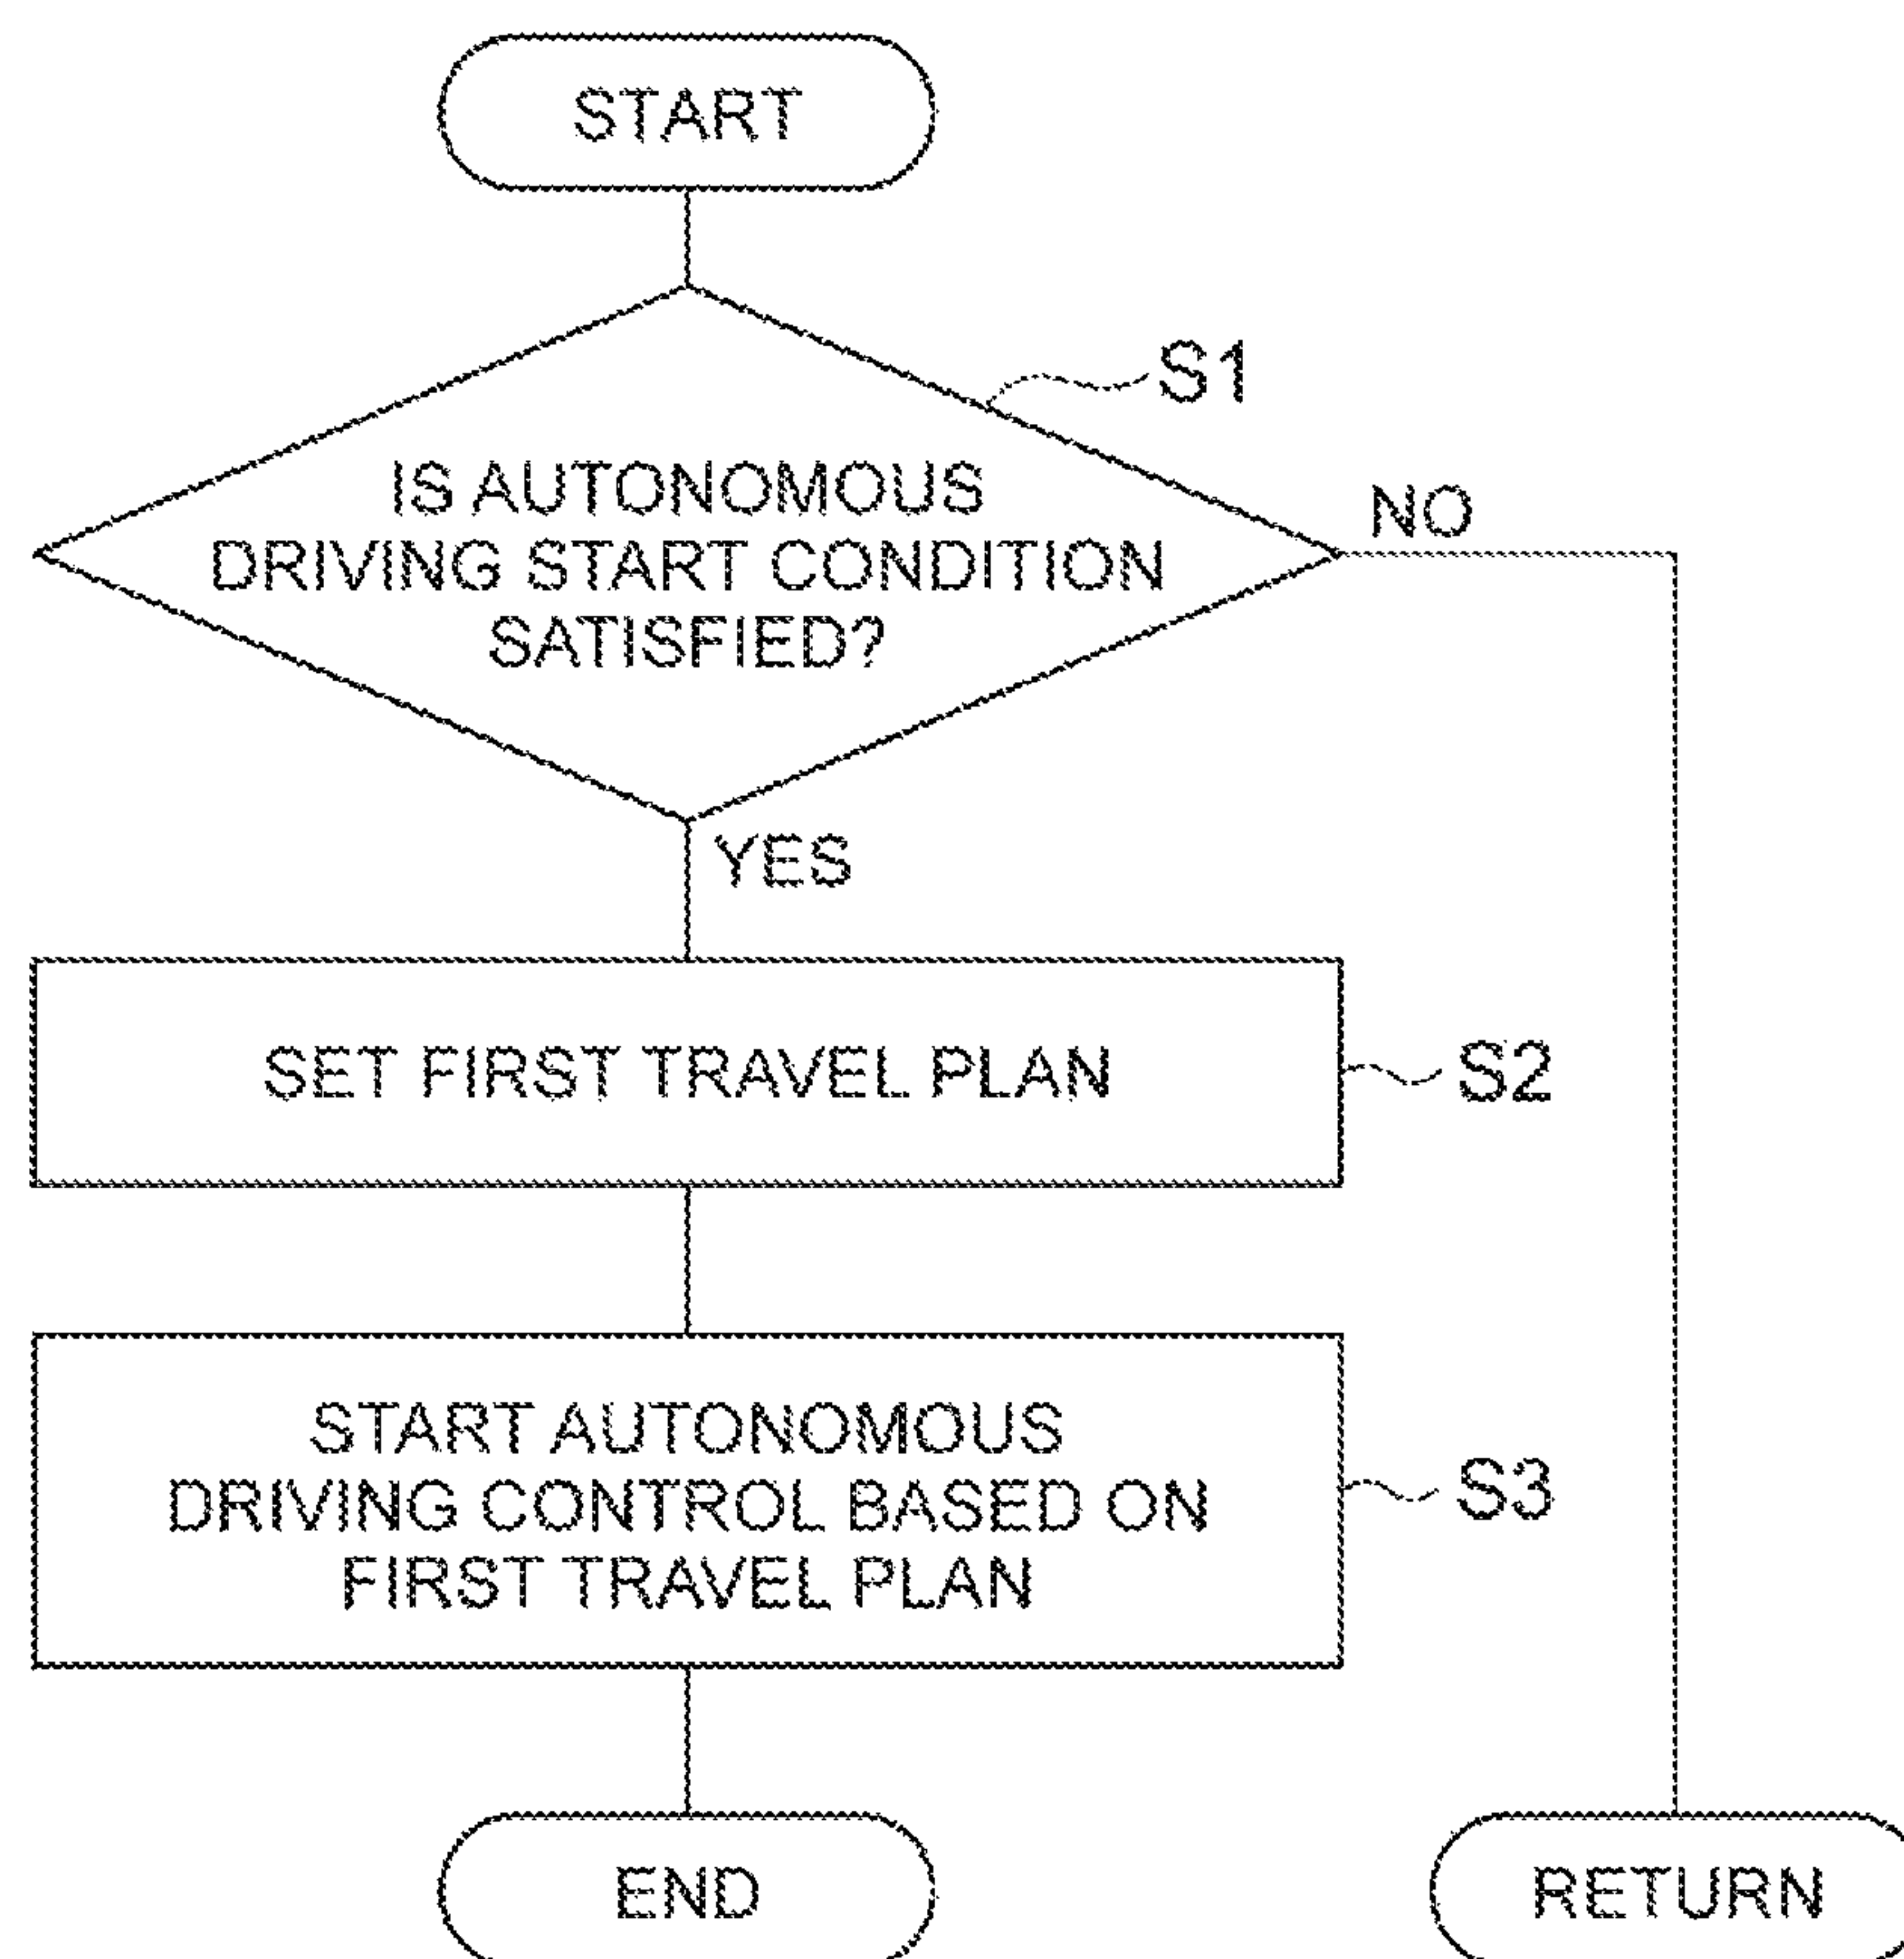 START
S1
IS AUTONOMOUS
DRIVING START CONDITION
SATISFIED?
NO
YES
SET FIRST TRAVEL PLAN
S2
START AUTONOMOUS
DRIVING CONTROL BASED ON
FIRST TRAVEL PLAN
S3
END
RETURN